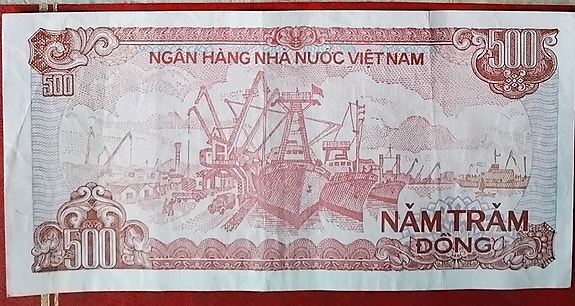 500
NGÂN HÀNG NHÀ NƯỚC VIỆT NAM
500
500
NĂM TRĂM
ĐỒNG